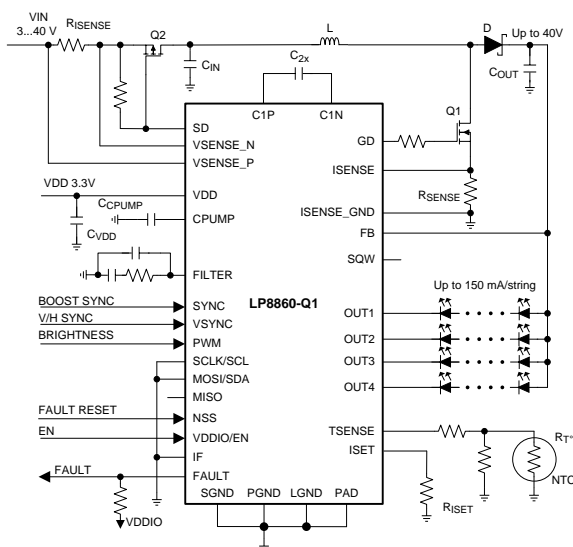 VIN
3...40 V
RISENSE
Q2
L
D
Up to 40V
CIN
C2x
COUT
C1P
C1N
Q1
SD
VSENSE_N
VSENSE_P
GD
ISENSE
RSENSE
VDD 3.3V
VDD
CCPUMP
CPUMP
CVDD
ISENSE_GND
FB
SQW
FILTER
LP8860-Q1
Up to 150 mA/string
BOOST SYNC
SYNC
OUT1
V/H SYNC
VSYNC
BRIGHTNESS
PWM
OUT2
SCLK/SCL
OUT3
MOSI/SDA
OUT4
MISO
FAULT RESET
NSS
EN
VDDIO/EN
TSENSE
RT°
IF
ISET
NTC
FAULT
FAULT
RISET
VDDIO
SGND
PGND
LGND
PAD